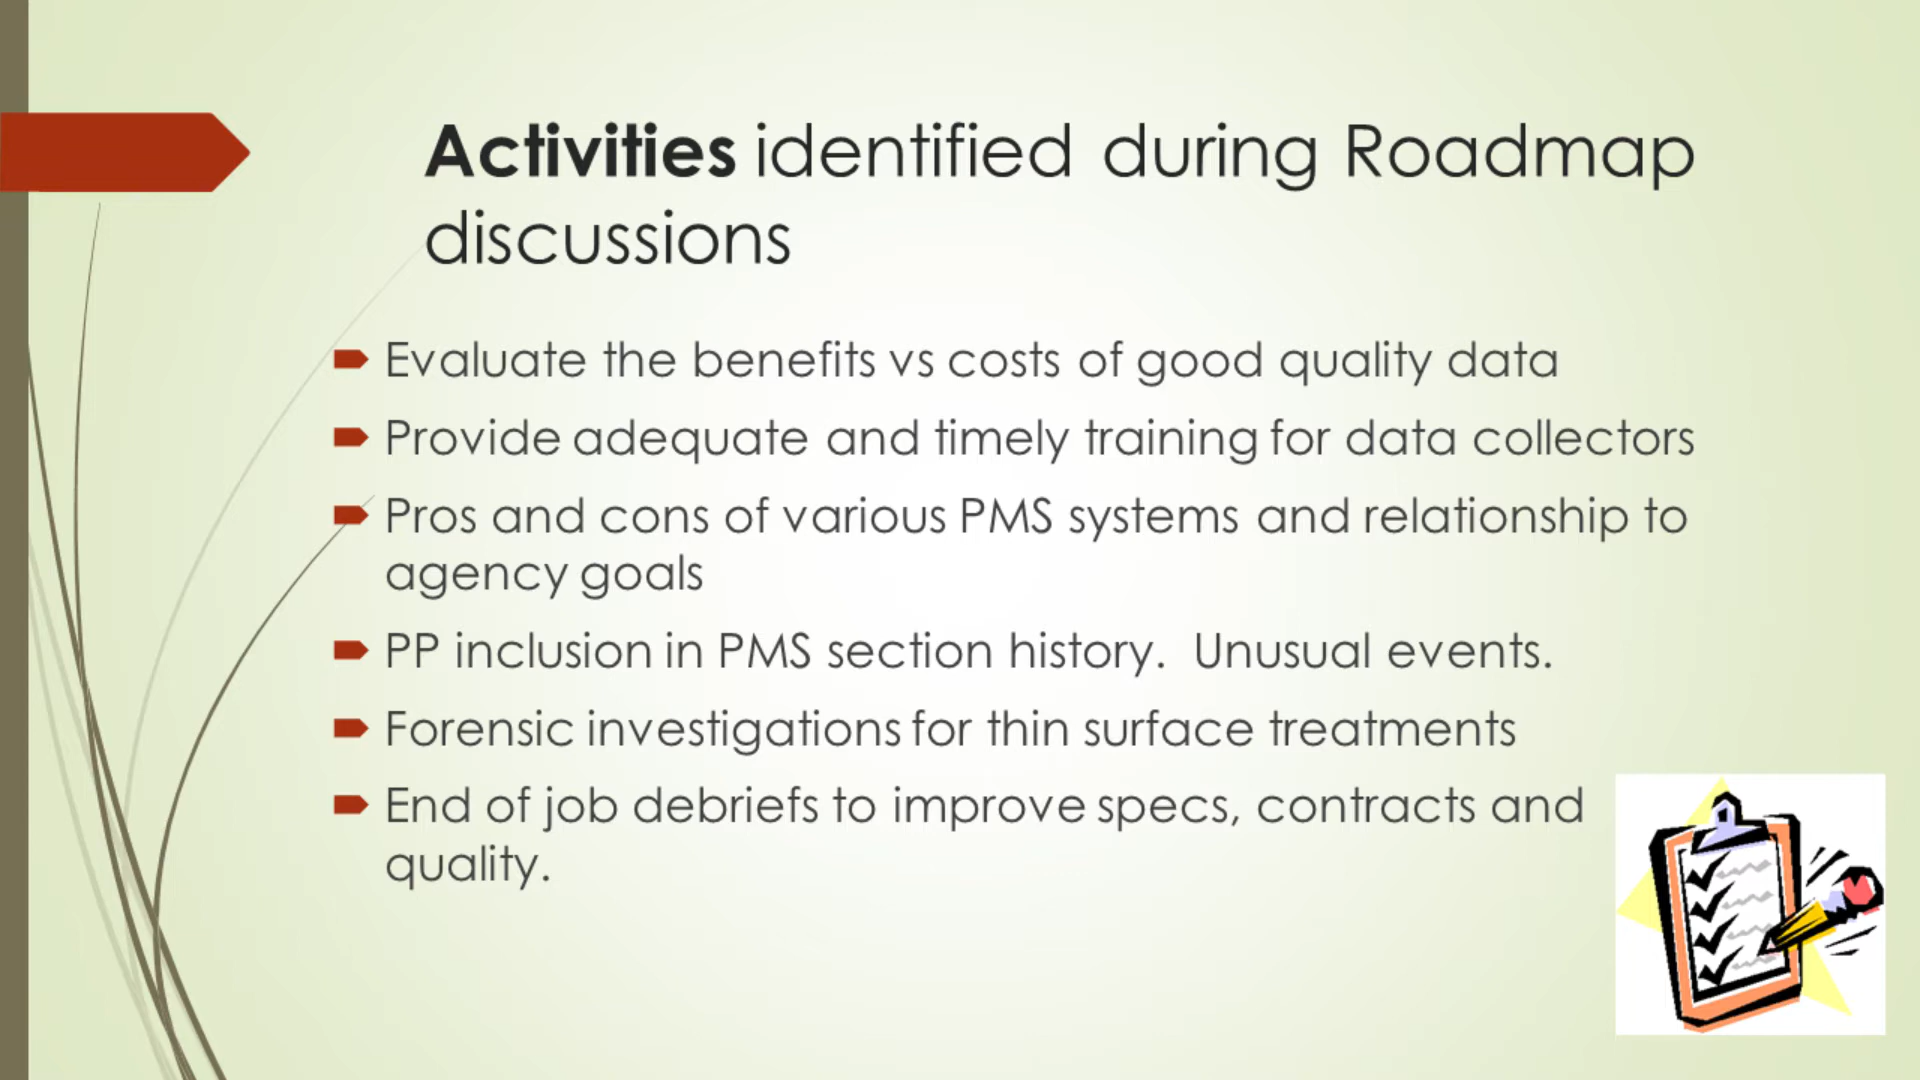 Activities identified during Roadmap
discussions
Evaluate the benefits vs costs of good quality data
Provide adequate and timely training for data collectors
Pros and cons of various PMS systems and relationship to
agency goals
PP inclusion in PMS section history.  Unusual events.
Forensic investigations for thin surface treatments
End of job debriefs to improve specs, contracts and
quality.